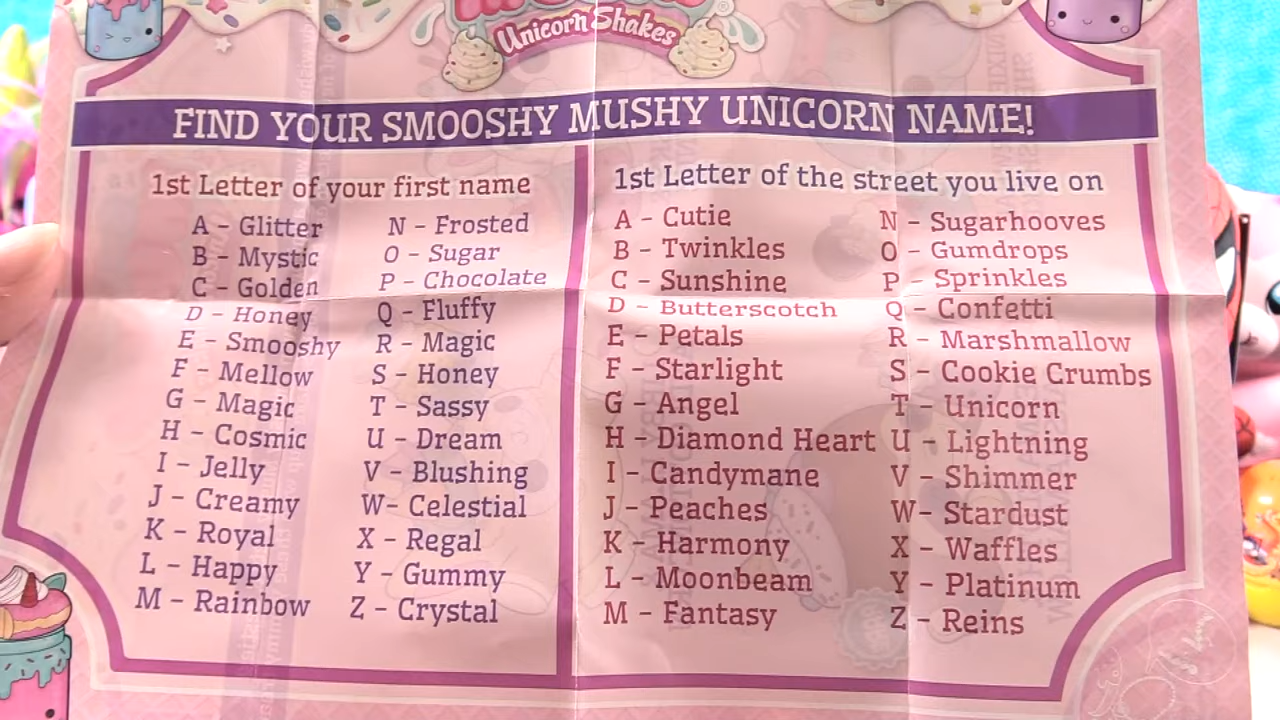 Unicorn Shakes
FIND YOUR SMOOSHY MUSHY UNICORN NAME!
1st Letter of your first name
A - Glitter
B - Mystic
C - Golden
D - Honey
E - Smooshy
F - Mellow
G - Magic
H - Cosmic
I - Jelly
J - Creamy
K - Royal
L - Happy
M - Rainbow
N - Frosted
O - Sugar
P - Chocolate
Q - Fluffy
R - Magic
S - Honey
T - Sassy
U - Dream
V - Blushing
W- Celestial
X - Regal
Y - Gummy
Z - Crystal
1st Letter of the street you live on
A - Cutie
B - Twinkles
C - Sunshine
D - Butterscotch
E - Petals
F - Starlight
G - Angel
H - Diamond Heart
I - Candymane
J - Peaches
K - Harmony
L - Moonbeam
M - Fantasy
N - Sugarhooves
O - Gumdrops
P - Sprinkles
Q - Confetti
R - Marshmallow
S - Cookie Crumbs
T - Unicorn
U - Lightning
V - Shimmer
W- Stardust
X - Waffles
Y - Platinum
Z - Reins